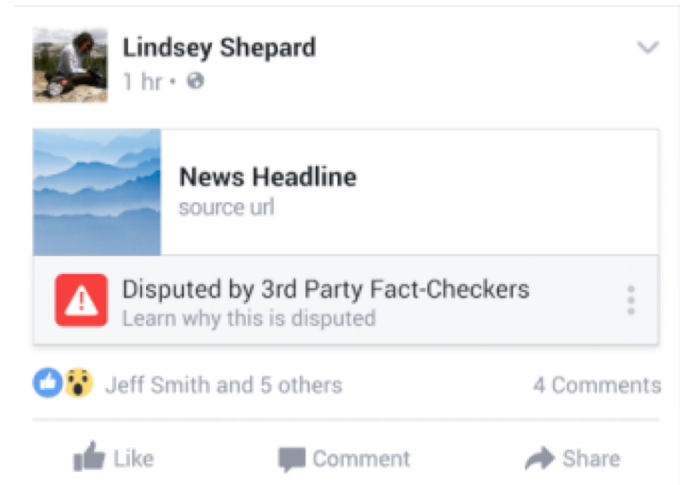 Lindsey Shepard
1 hr •
News Headline
source url
Disputed by 3rd Party Fact-Checkers
Learn why this is disputed
Jeff Smith and 5 others 4 Comments
Like Comment Share